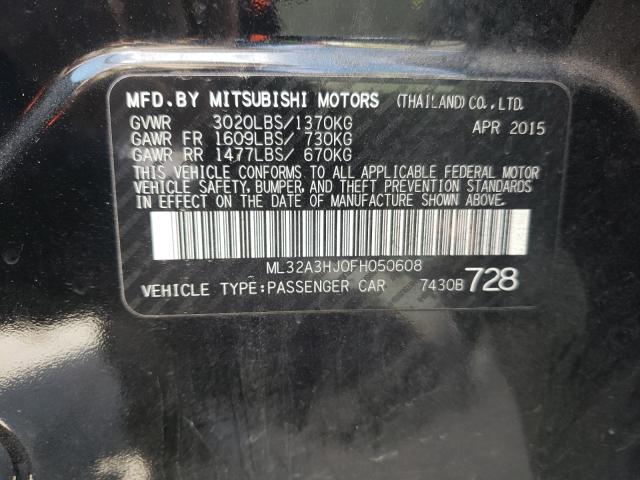 MFD.BY MITSUBISHI MOTORS (THAILAND) CO.,LTD.
GVWR 3020LBS/1370KG APR 2015
GAWR FR 1609LBS/ 730KG
GAWR RR 1477LBS/ 670KG
THIS VEHICLE CONFORMS TO ALL APPLICABLE FEDERAL MOTOR
VEHICLE SAFETY, BUMPER, AND THEFT PREVENTION STANDARDS
IN EFFECT ON THE DATE OF MANUFACTURE SHOWN ABOVE.
ML32A3HJ0FH050608
VEHICLE TYPE:PASSENGER CAR 7430B 728